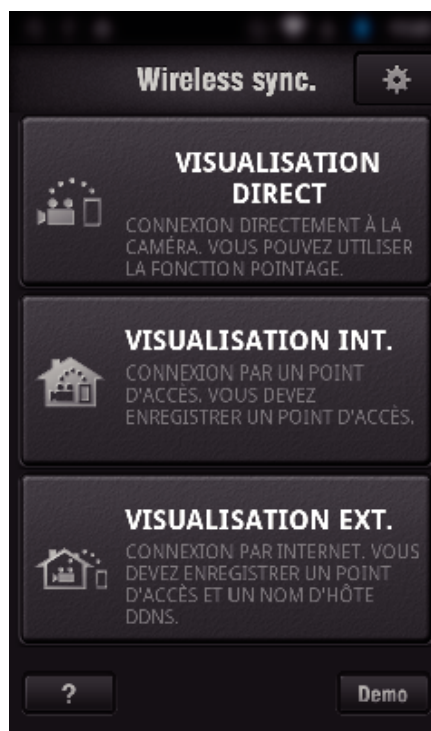 Wireless sync.
VISUALISATION
DIRECT
CONNEXION DIRECTEMENT À LA
CAMÉRA. VOUS POUVEZ UTILISER
LA FONCTION POINTAGE.
VISUALISATION INT.
CONNEXION PAR UN POINT
D'ACCÈS. VOUS DEVEZ
ENREGISTRER UN POINT D'ACCÈS.
VISUALISATION EXT.
CONNEXION PAR INTERNET. VOUS
DEVEZ ENREGISTRER UN POINT
D'ACCÈS ET UN NOM D'HÔTE
DDNS.
?
Demo